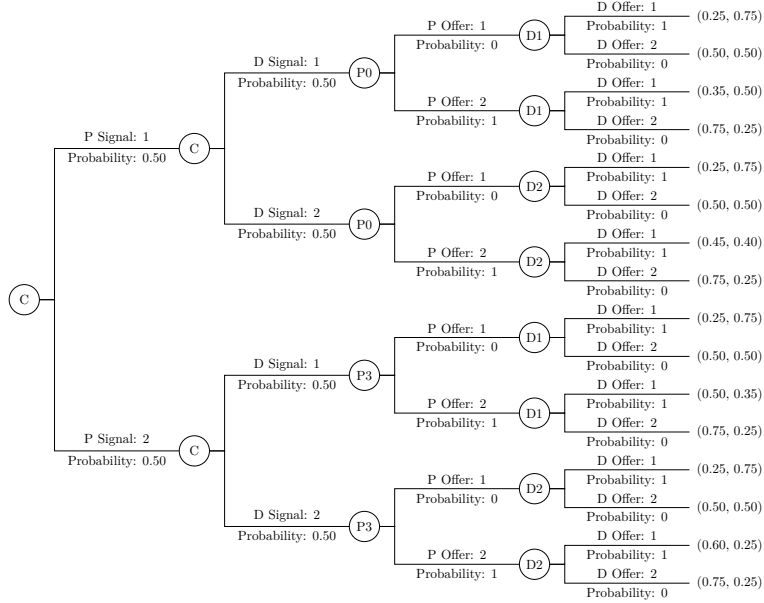 D Offer: 1
(0.25, 0.75)
P Offer: 1
Probability: 1
D1
Probability: 0
D Offer: 2
(0.50, 0.50)
D Signal: 1
Probability: 0
P0
Probability: 0.50
D Offer: 1
(0.35, 0.50)
P Offer: 2
Probability: 1
D1
Probability: 1
D Offer: 2
(0.75, 0.25)
P Signal: 1
Probability: 0
C
Probability: 0.50
D Offer: 1
(0.25, 0.75)
P Offer: 1
Probability: 1
D2
Probability: 0
D Offer: 2
(0.50, 0.50)
D Signal: 2
Probability: 0
P0
Probability: 0.50
D Offer: 1
(0.45, 0.40)
P Offer: 2
Probability: 1
D2
Probability: 1
D Offer: 2
(0.75, 0.25)
Probability: 0
C
D Offer: 1
(0.25, 0.75)
P Offer: 1
Probability: 1
D1
Probability: 0
D Offer: 2
(0.50, 0.50)
D Signal: 1
Probability: 0
P3
Probability: 0.50
D Offer: 1
(0.50, 0.35)
P Offer: 2
Probability: 1
D1
Probability: 1
D Offer: 2
(0.75, 0.25)
P Signal: 2
Probability: 0
C
Probability: 0.50
D Offer: 1
(0.25, 0.75)
P Offer: 1
Probability: 1
D2
Probability: 0
D Offer: 2
(0.50, 0.50)
D Signal: 2
Probability: 0
P3
Probability: 0.50
D Offer: 1
(0.60, 0.25)
P Offer: 2
Probability: 1
D2
Probability: 1
D Offer: 2
(0.75, 0.25)
Probability: 0